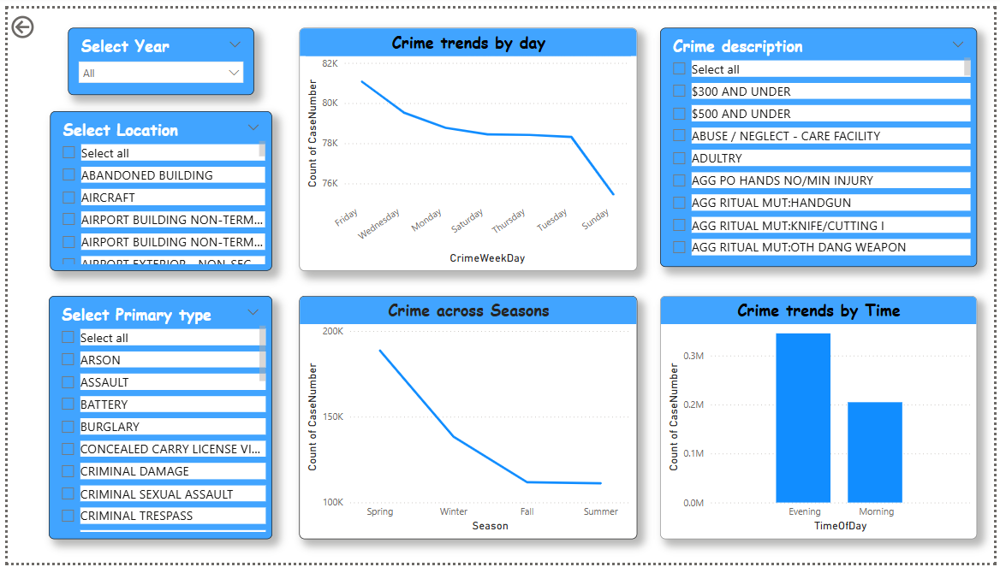 Select Year
All
Select Location
Select all
ABANDONED BUILDING
AIRCRAFT
AIRPORT BUILDING NON-TERM...
AIRPORT BUILDING NON-TERM...
AIRPORT EXTERIOR - NON-SEC...
Select Primary type
Select all
ARSON
ASSAULT
BATTERY
BURGLARY
CONCEALED CARRY LICENSE VI...
CRIMINAL DAMAGE
CRIMINAL SEXUAL ASSAULT
CRIMINAL TRESPASS
Crime trends by day
Count of CaseNumber
82K
80K
78K
76K
Friday
Wednesday
Monday
Saturday
Thursday
Tuesday
Sunday
CrimeWeekDay
Crime across Seasons
Count of CaseNumber
200K
150K
100K
Spring
Winter
Fall
Summer
Season
Crime description
Select all
$300 AND UNDER
$500 AND UNDER
ABUSE / NEGLECT - CARE FACILITY
ADULTRY
AGG PO HANDS NO/MIN INJURY
AGG RITUAL MUT:HANDGUN
AGG RITUAL MUT:KNIFE/CUTTING I
AGG RITUAL MUT:OTH DANG WEAPON
Crime trends by Time
Count of CaseNumber
0.3M
0.2M
0.1M
0.0M
Evening
Morning
TimeOfDay